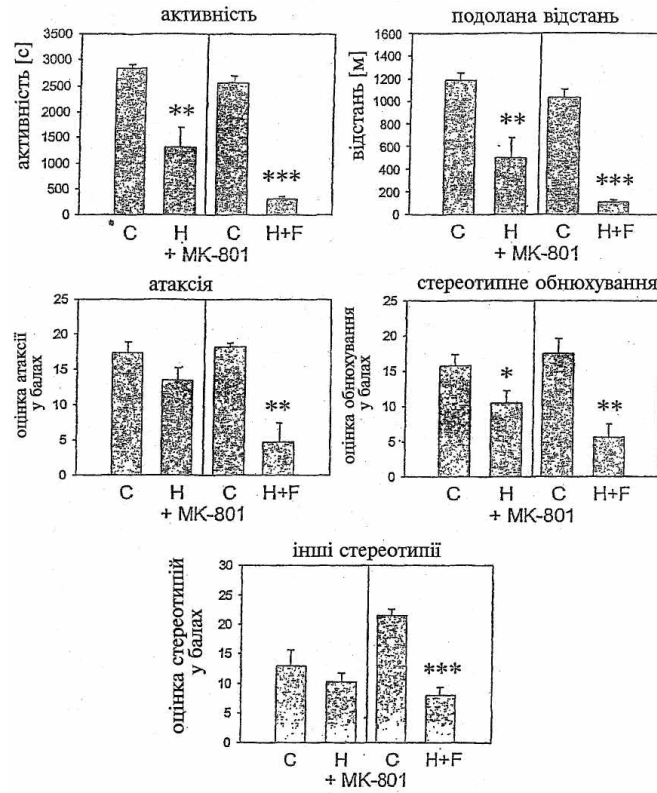 активність
активність [с]
3500
3000
2500
2000
1500
1000
500
0
**
***
C H C H+F
+ MK-801
подолана відстань
відстань [м]
1600
1400
1200
1000
800
600
400
200
0
**
***
C H C H+F
+ MK-801
атаксія
оцінка атаксії
у балах
25
20
15
10
5
0
**
C H C H+F
+ MK-801
стереотипне обнюхування
оцінка обнюхування
у балах
25
20
15
10
5
0
*
**
C H C H+F
+ MK-801
інші стереотипії
оцінка стереотипій
у балах
30
25
20
15
10
5
0
***
C H C H+F
+ MK-801